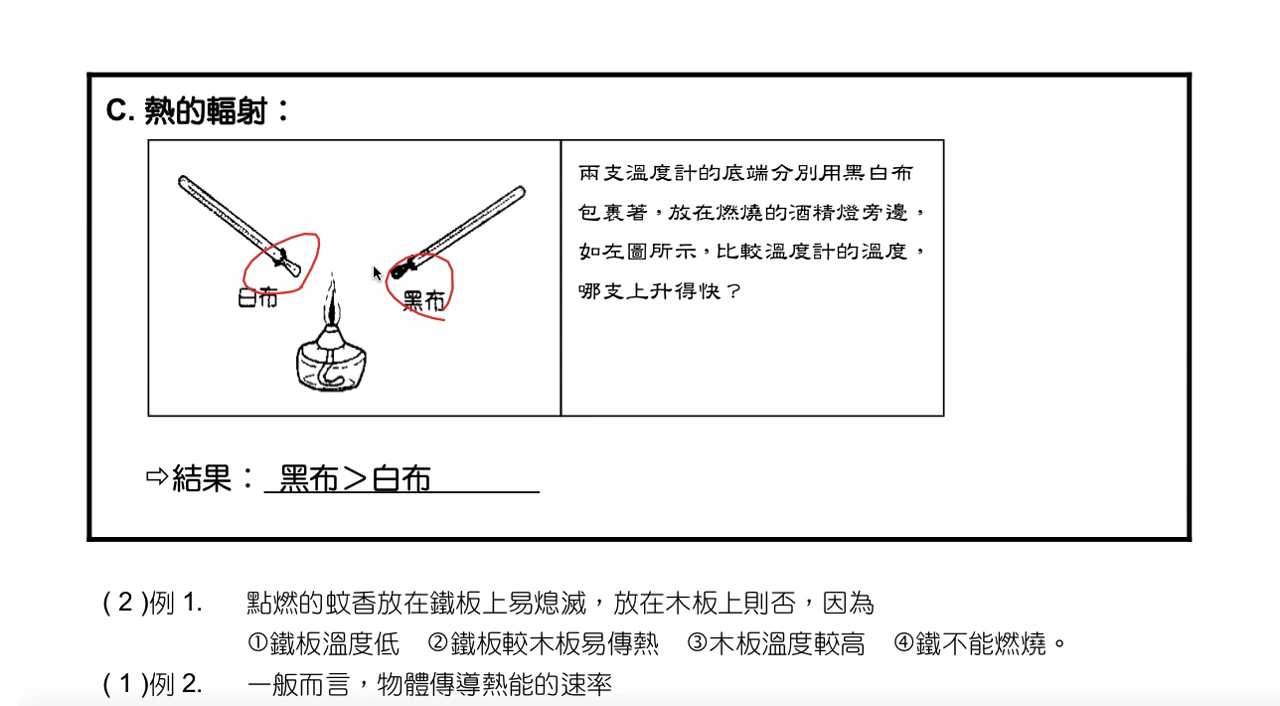 C. 熱的輻射：
兩支溫度計的底端分別用黑白布
包裹著，放在燃燒的酒精燈旁邊，
如左圖所示，比較溫度計的溫度，
哪支上升得快？
白布
黑布
⇨結果： 黑布＞白布
( 2 )例 1. 點燃的蚊香放在鐵板上易熄滅，放在木板上則否，因為
①鐵板溫度低 ②鐵板較木板易傳熱 ③木板溫度較高 ④鐵不能燃燒。
( 1 )例 2. 一般而言，物體傳導熱能的速率